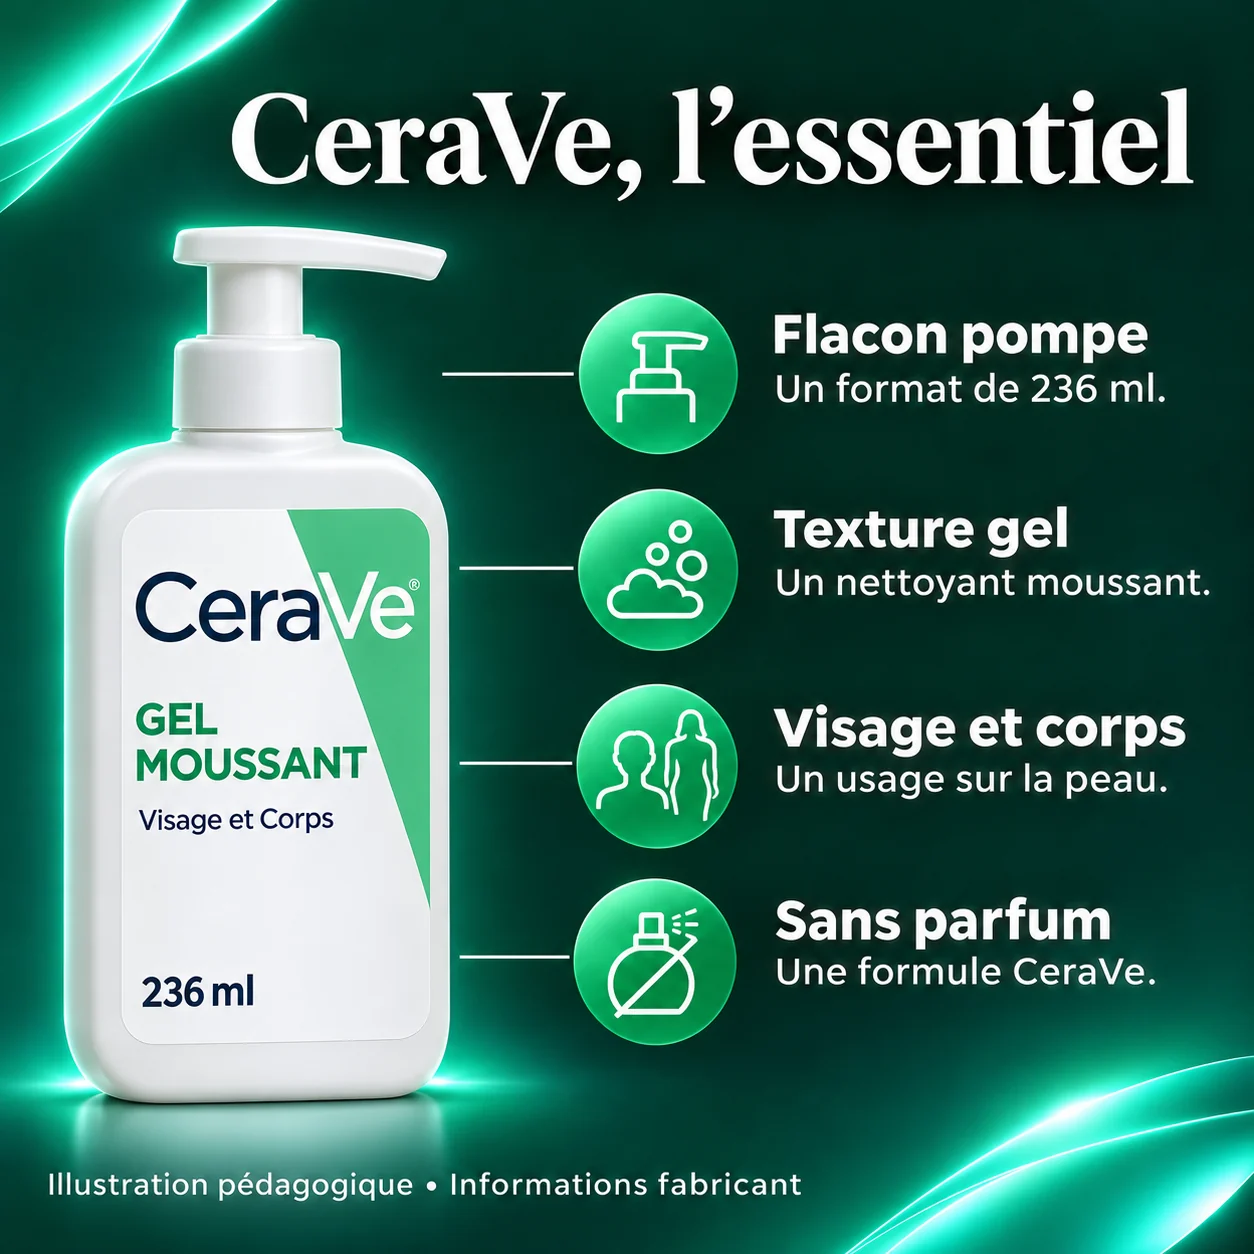 CeraVe, l’essentiel
Flacon pompe
Un format de 236 ml.
Texture gel
Un nettoyant moussant.
Visage et corps
Un usage sur la peau.
Sans parfum
Une formule CeraVe.
CeraVe®
GEL
MOUSSANT
Visage et Corps
236 ml
Illustration pédagogique • Informations fabricant